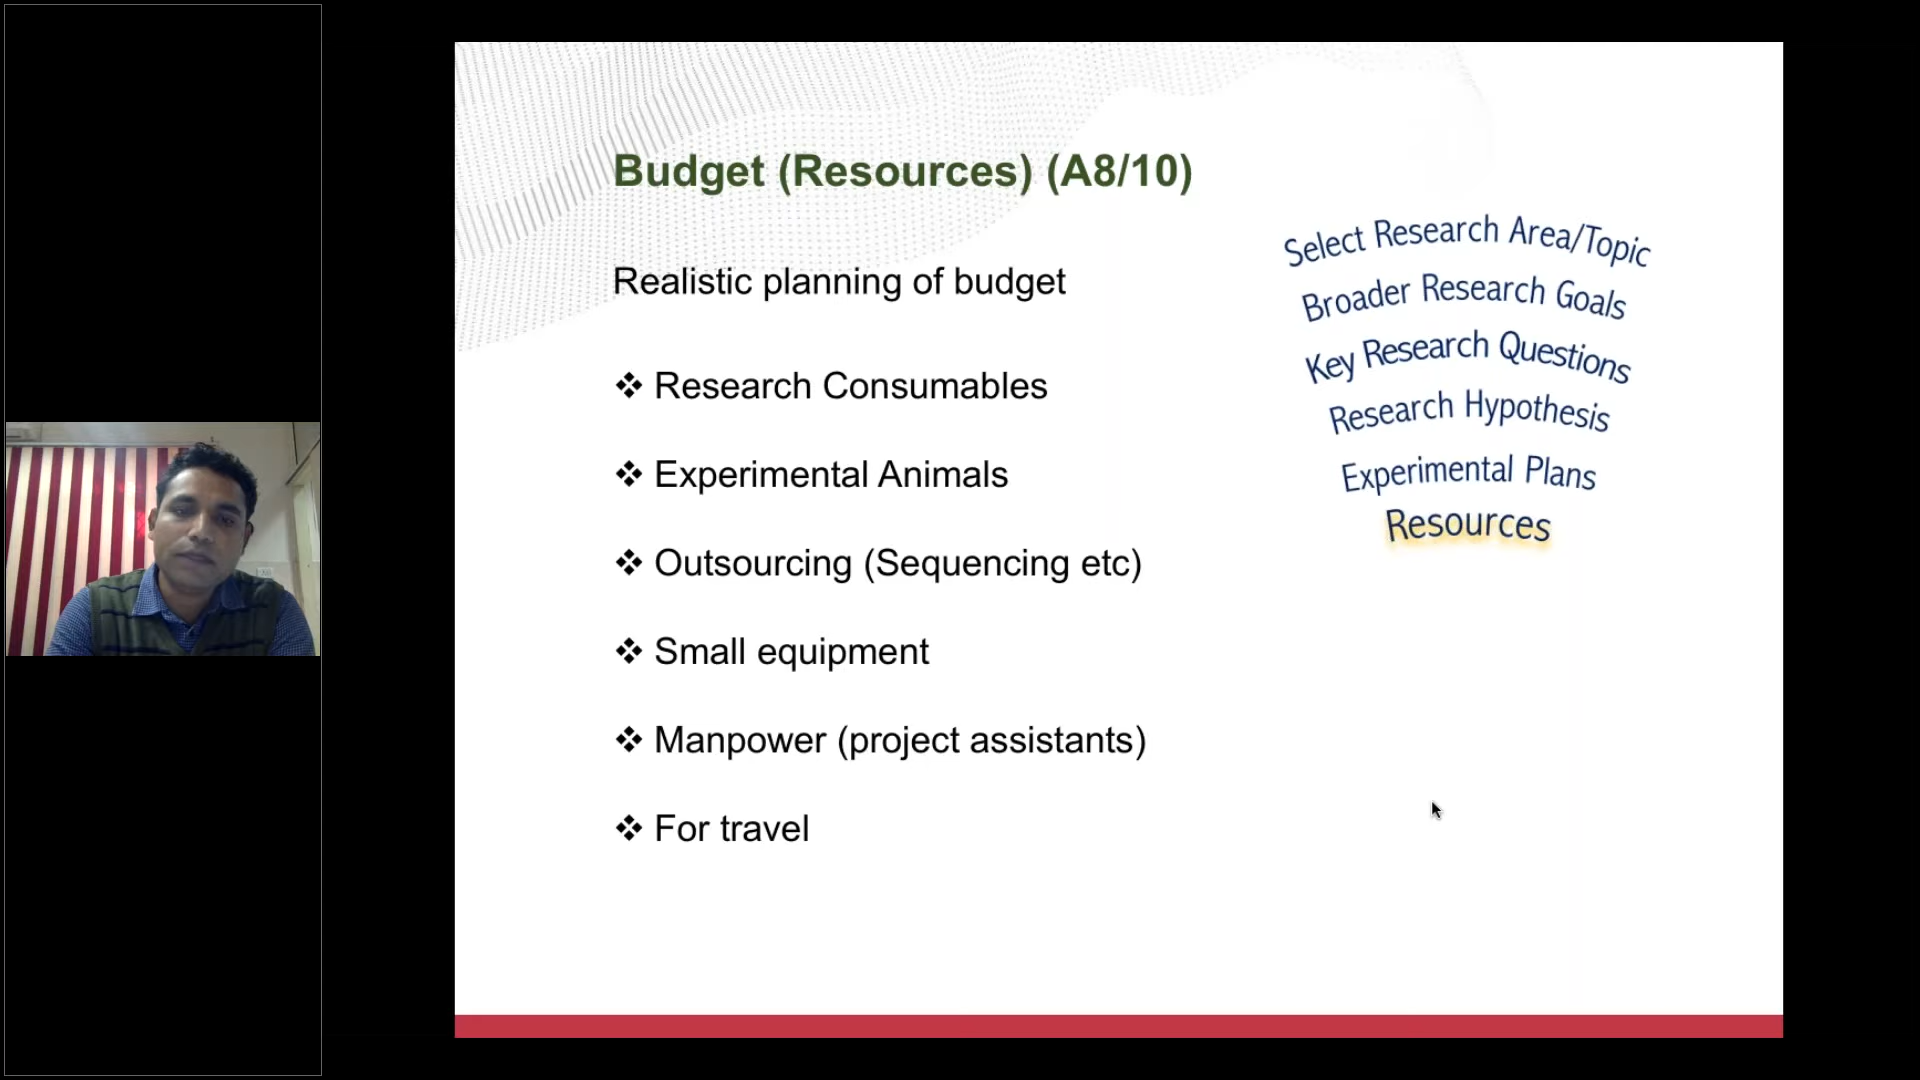 Budget (Resources) (A8/10)
Realistic planning of budget
❖ Research Consumables
❖ Experimental Animals
❖ Outsourcing (Sequencing etc)
❖ Small equipment
❖ Manpower (project assistants)
❖ For travel
Select Research Area/Topic
Broader Research Goals
Key Research Questions
Research Hypothesis
Experimental Plans
Resources